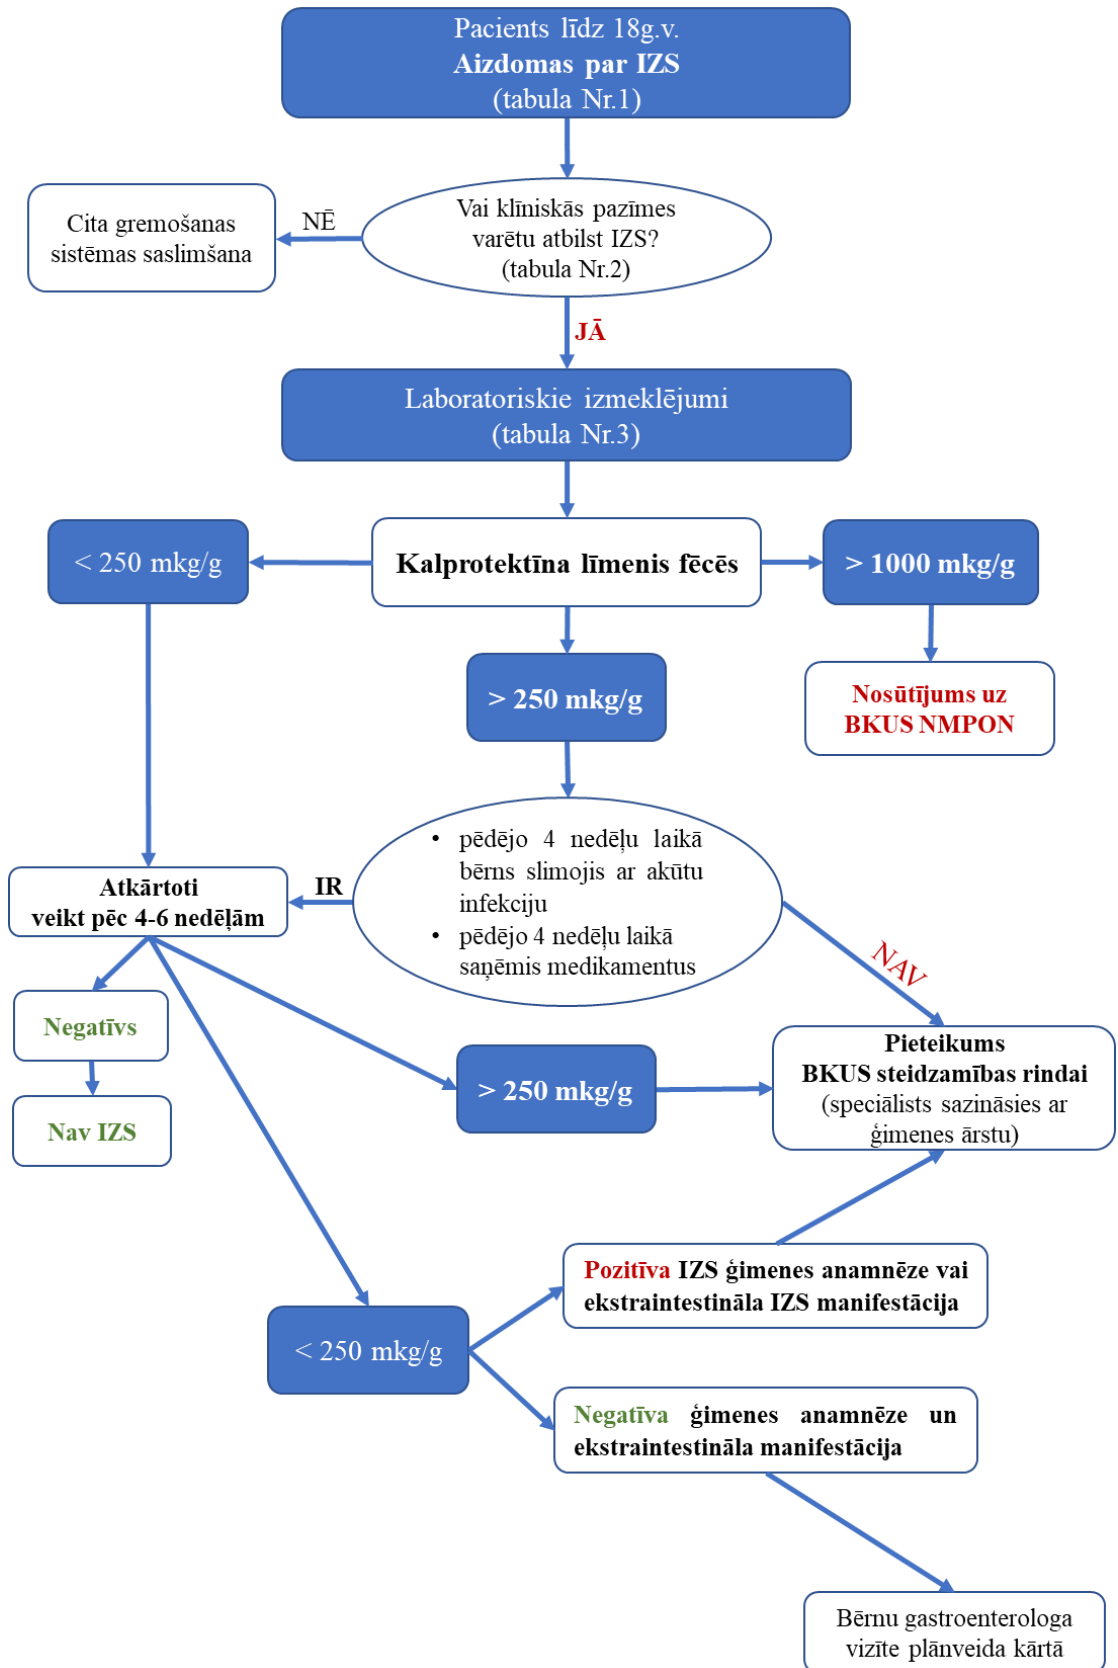 Pacients līdz 18g.v.
Aizdomas par IZS
(tabula Nr.1)
Vai klīniskās pazīmes
varētu atbilst IZS?
(tabula Nr.2)
NĒ
Cita gremošanas
sistēmas saslimšana
JĀ
Laboratoriskie izmeklējumi
(tabula Nr.3)
< 250 mkg/g
Kalprotektīna līmenis fēcēs
> 1000 mkg/g
> 250 mkg/g
Nosūtījums uz
BKUS NMPON
• pēdējo 4 nedēļu laikā
bērns slimojis ar akūtu
infekciju
• pēdējo 4 nedēļu laikā
saņēmis medikamentus
IR
Atkārtoti
veikt pēc 4-6 nedēļām
NAV
Negatīvs
Nav IZS
> 250 mkg/g
Pieteikums
BKUS steidzamības rindai
(speciālists sazināsies ar
ģimenes ārstu)
< 250 mkg/g
Pozitīva IZS ģimenes anamnēze vai
ekstraintestināla IZS manifestācija
Negatīva ģimenes anamnēze un
ekstraintestināla manifestācija
Bērnu gastroenterologa
vizīte plānveida kārtā